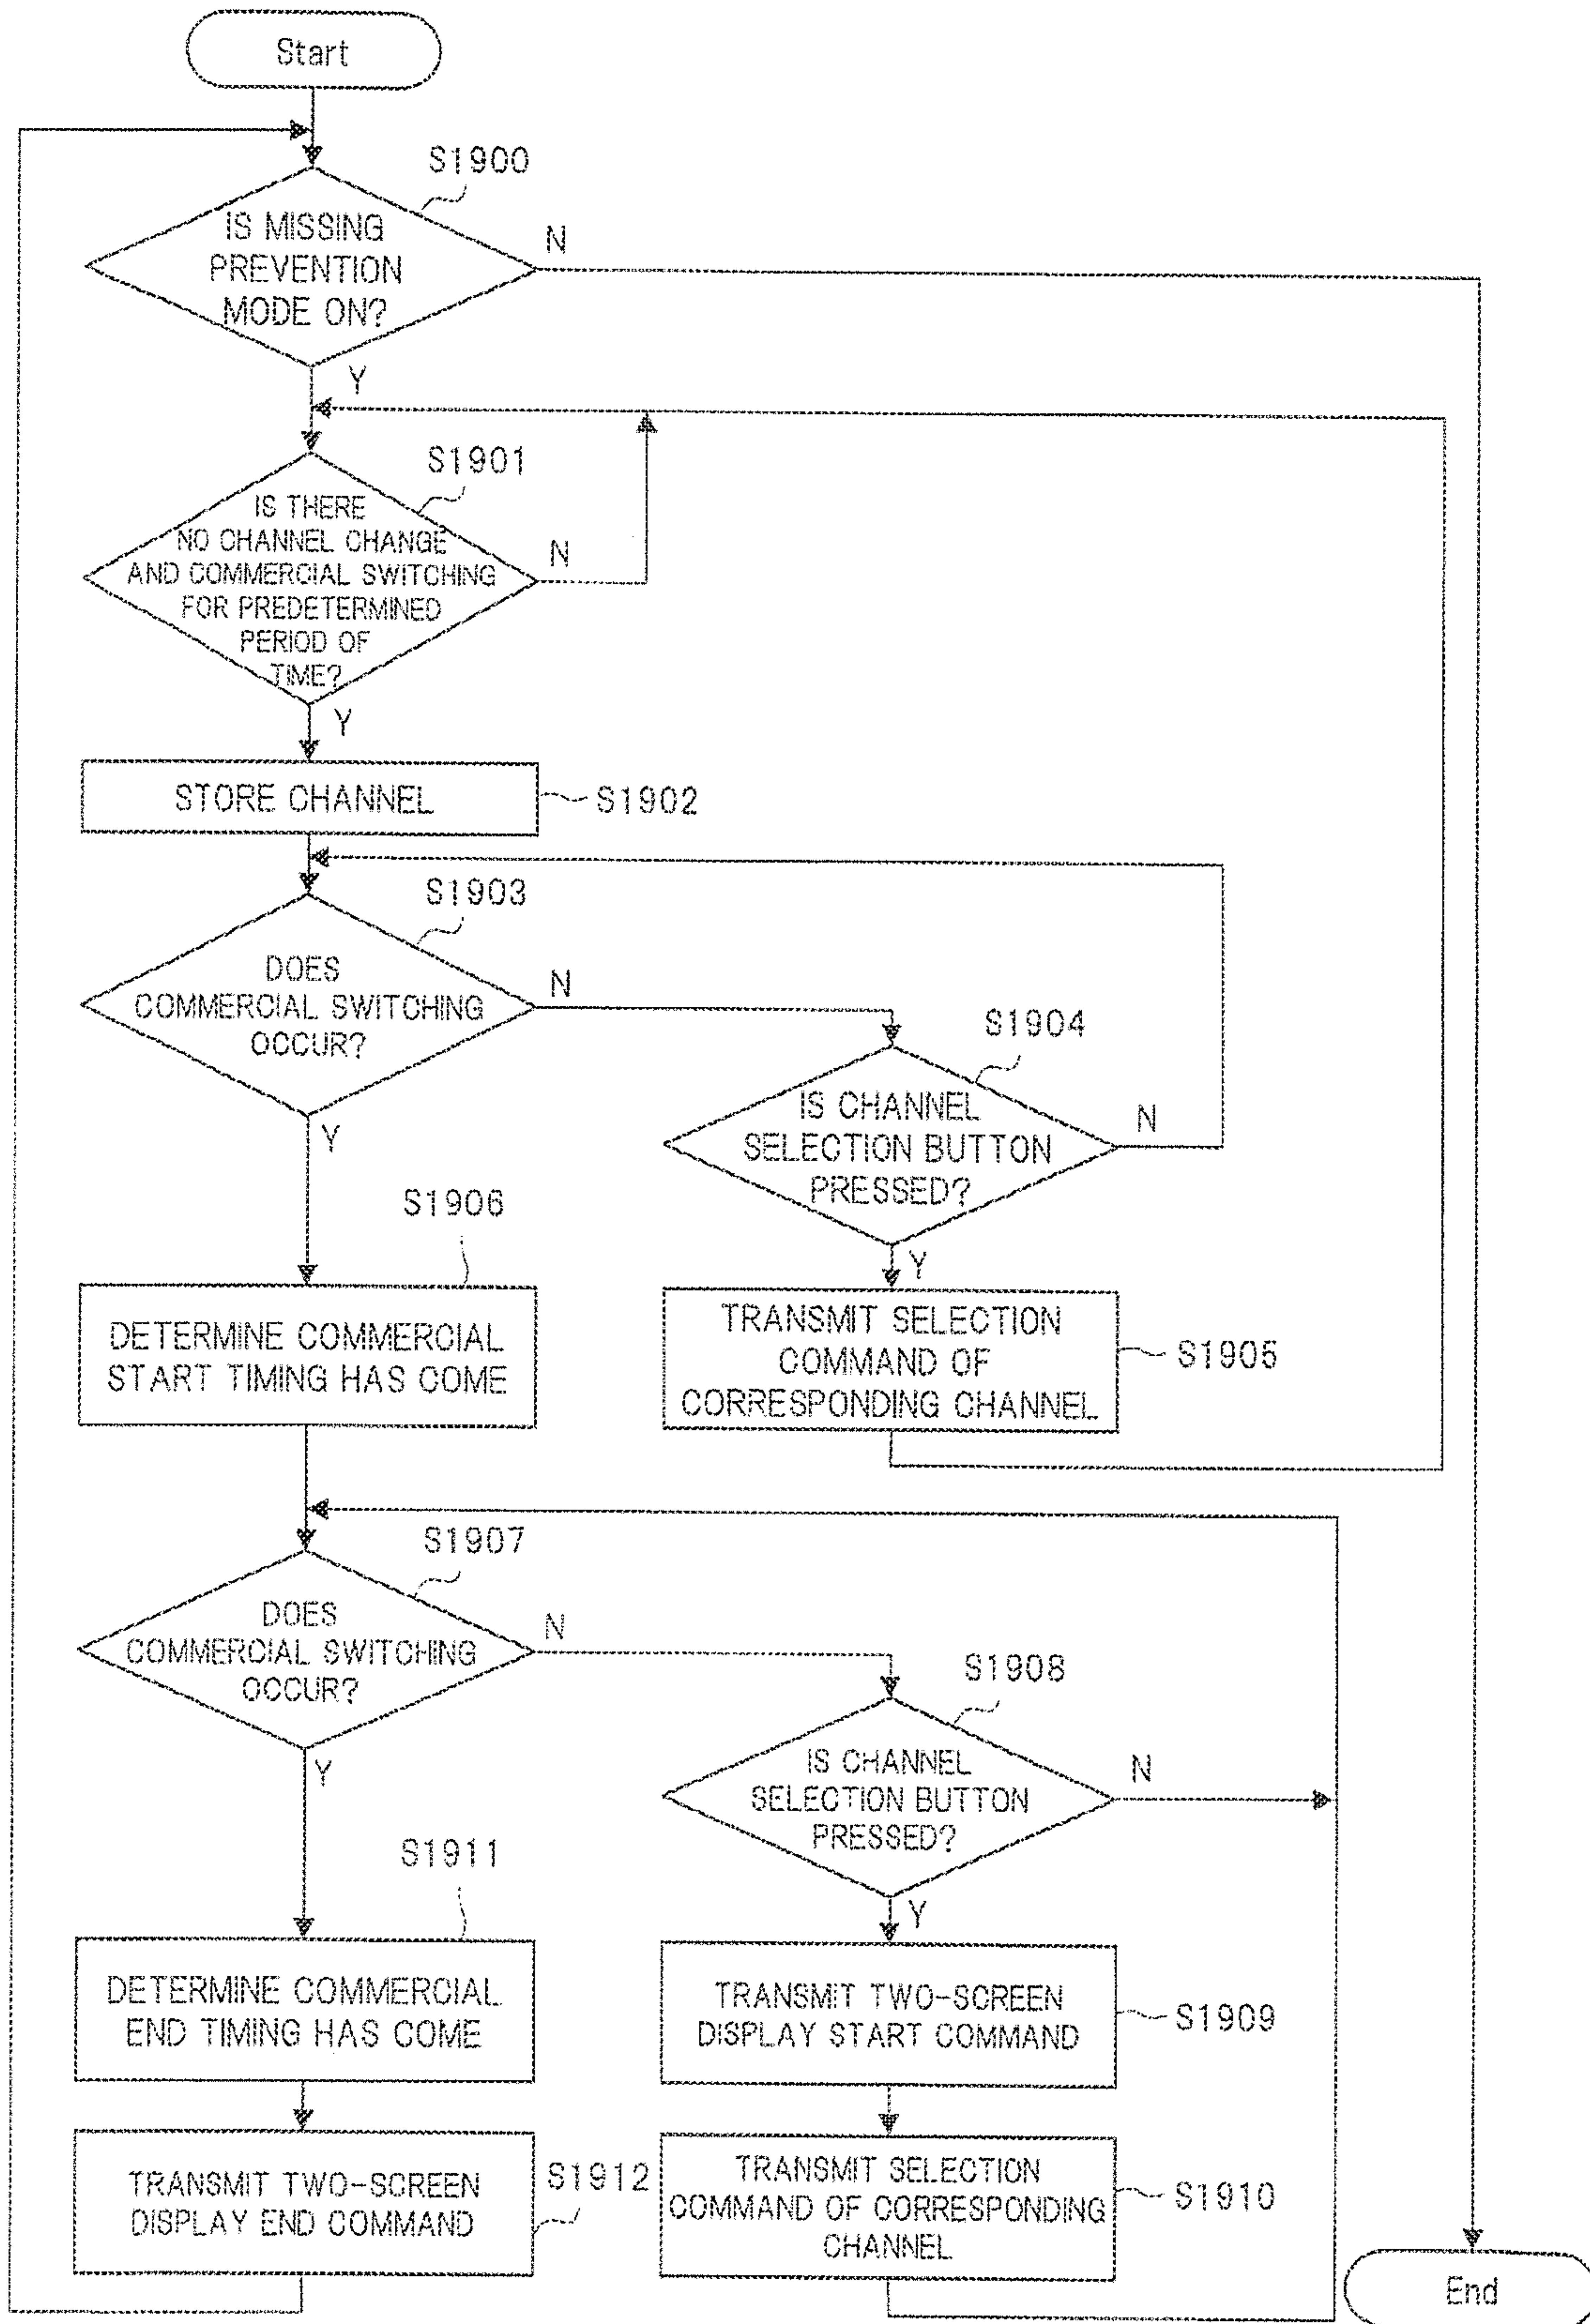 Start
S1900
IS MISSING
PREVENTION
MODE ON?
N
Y
S1901
IS THERE
NO CHANNEL CHANGE
AND COMMERCIAL SWITCHING
FOR PREDETERMINED
PERIOD OF
TIME?
N
Y
STORE CHANNEL
S1902
S1903
DOES
COMMERCIAL SWITCHING
OCCUR?
N
Y
S1904
IS CHANNEL
SELECTION BUTTON
PRESSED?
N
Y
TRANSMIT SELECTION
COMMAND OF
CORRESPONDING CHANNEL
S1905
S1906
DETERMINE COMMERCIAL
START TIMING HAS COME
S1907
DOES
COMMERCIAL SWITCHING
OCCUR?
N
Y
S1908
IS CHANNEL
SELECTION BUTTON
PRESSED?
N
Y
TRANSMIT TWO-SCREEN
DISPLAY START COMMAND
S1909
TRANSMIT SELECTION
COMMAND OF CORRESPONDING
CHANNEL
S1910
S1911
DETERMINE COMMERCIAL
END TIMING HAS COME
TRANSMIT TWO-SCREEN
DISPLAY END COMMAND
S1912
End